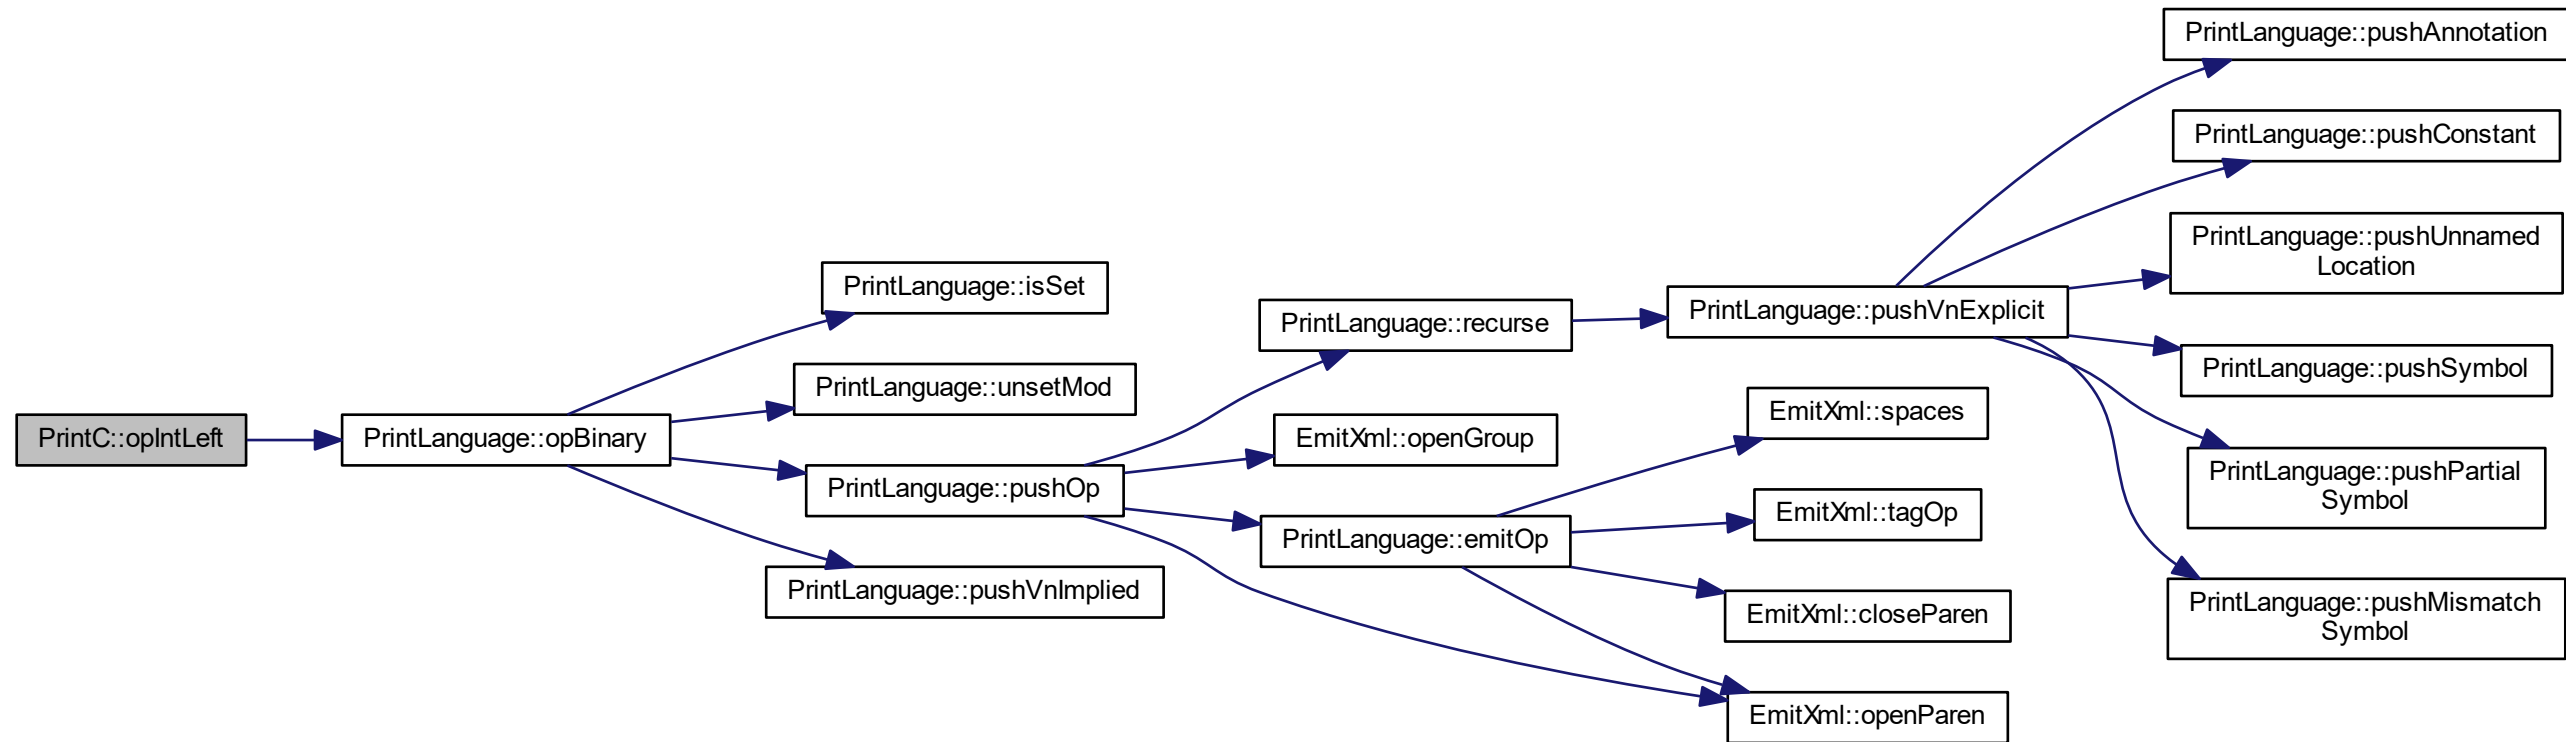 PrintC::opIntLeft
PrintLanguage::opBinary
PrintLanguage::isSet
PrintLanguage::unsetMod
PrintLanguage::pushOp
PrintLanguage::pushVnImplied
PrintLanguage::recurse
EmitXml::openGroup
PrintLanguage::emitOp
PrintLanguage::pushVnExplicit
EmitXml::spaces
EmitXml::tagOp
EmitXml::closeParen
EmitXml::openParen
PrintLanguage::pushAnnotation
PrintLanguage::pushConstant
PrintLanguage::pushUnnamed
Location
PrintLanguage::pushSymbol
PrintLanguage::pushPartial
Symbol
PrintLanguage::pushMismatch
Symbol